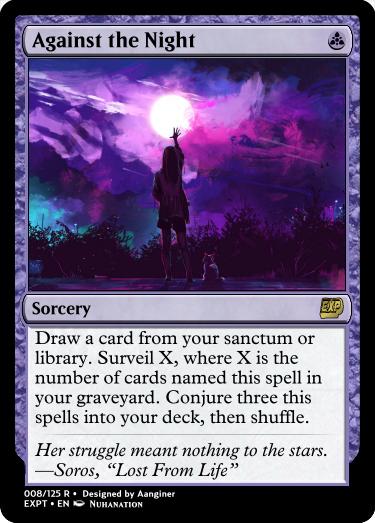 Against the Night
Sorcery
EXP
Draw a card from your sanctum or
library. Surveil X, where X is the
number of cards named this spell in
your graveyard. Conjure three this
spells into your deck, then shuffle.
Her struggle meant nothing to the stars.
—Soros, “Lost From Life”
008/125 R • Designed by Aanginer
EXPT • EN Nuhanation